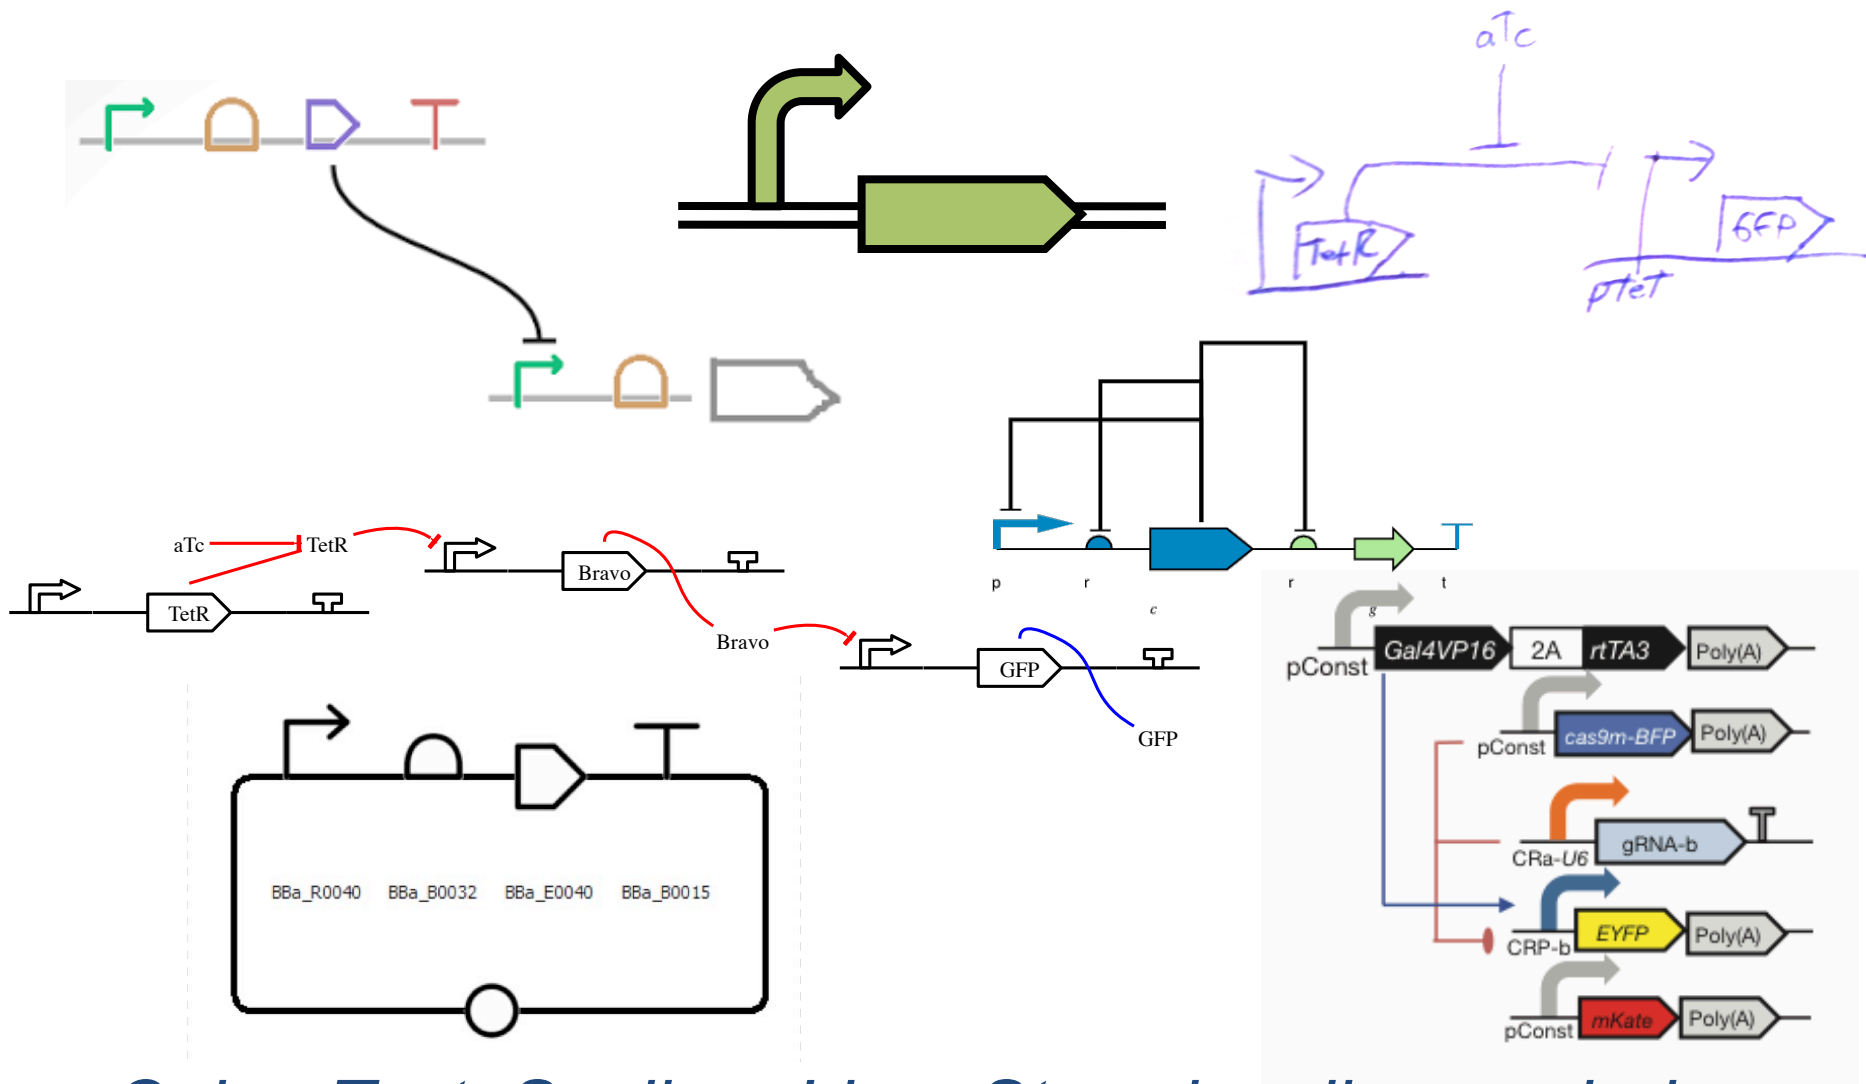 aTc
TetR
GFP
pTet
aTc
TetR
TetR
Bravo
Bravo
GFP
GFP
p
r
c
r
g
t
BBa_R0040
BBa_B0032
BBa_E0040
BBa_B0015
pConst
Gal4VP16
2A
rtTA3
Poly(A)
pConst
cas9m-BFP
Poly(A)
CRa-U6
gRNA-b
CRP-b
EYFP
Poly(A)
pConst
mKate
Poly(A)